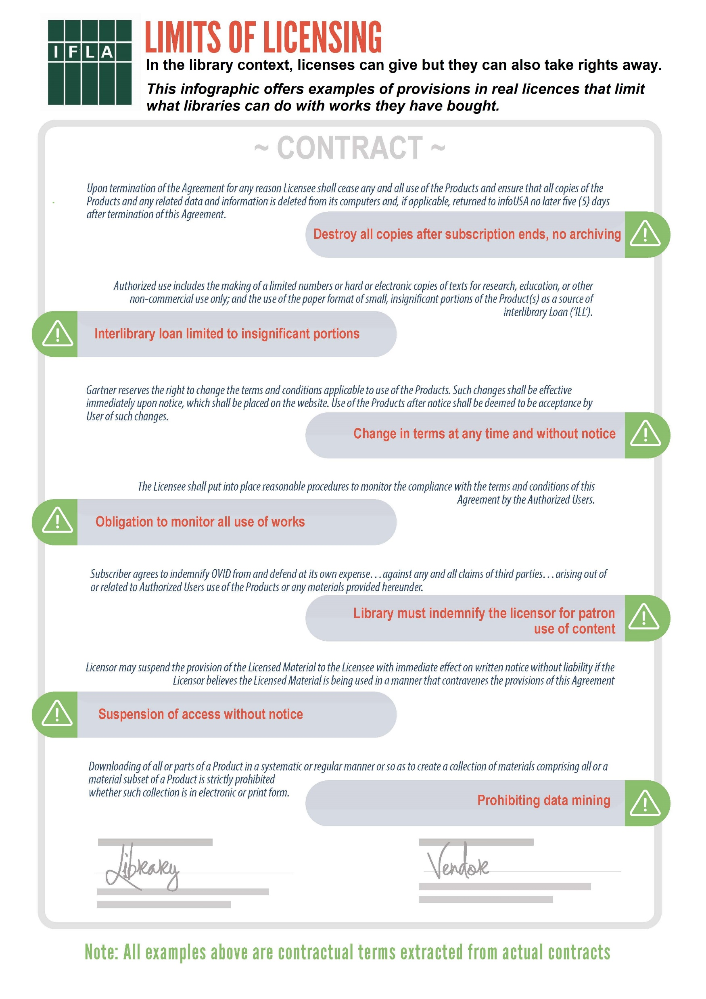 IFLA
LIMITS OF LICENSING
In the library context, licenses can give but they can also take rights away.
This infographic offers examples of provisions in real licences that limit
what libraries can do with works they have bought.
~ CONTRACT ~
Upon termination of the Agreement for any reason Licensee shall cease any and all use of the Products and ensure that all copies of the
Products and any related data and information is deleted from its computers and, if applicable, returned to infoUSA no later five (5) days
after termination of this Agreement.
Destroy all copies after subscription ends, no archiving
Authorized use includes the making of a limited numbers or hard or electronic copies of texts for research, education, or other
non-commercial use only; and the use of the paper format of small, insignificant portions of the Product(s) as a source of
interlibrary Loan (‘ILL’).
Interlibrary loan limited to insignificant portions
Gartner reserves the right to change the terms and conditions applicable to use of the Products. Such changes shall be effective
immediately upon notice, which shall be placed on the website. Use of the Products after notice shall be deemed to be acceptance by
User of such changes.
Change in terms at any time and without notice
The Licensee shall put into place reasonable procedures to monitor the compliance with the terms and conditions of this
Agreement by the Authorized Users.
Obligation to monitor all use of works
Subscriber agrees to indemnify OVID from and defend at its own expense…against any and all claims of third parties…arising out of
or related to Authorized Users use of the Products or any materials provided hereunder.
Library must indemnify the licensor for patron
use of content
Licensor may suspend the provision of the Licensed Material to the Licensee with immediate effect on written notice without liability if the
Licensor believes the Licensed Material is being used in a manner that contravenes the provisions of this Agreement
Suspension of access without notice
Downloading of all or parts of a Product in a systematic or regular manner or so as to create a collection of materials comprising all or a
material subset of a Product is strictly prohibited
whether such collection is in electronic or print form.
Prohibiting data mining
Library
Vendor
Note: All examples above are contractual terms extracted from actual contracts